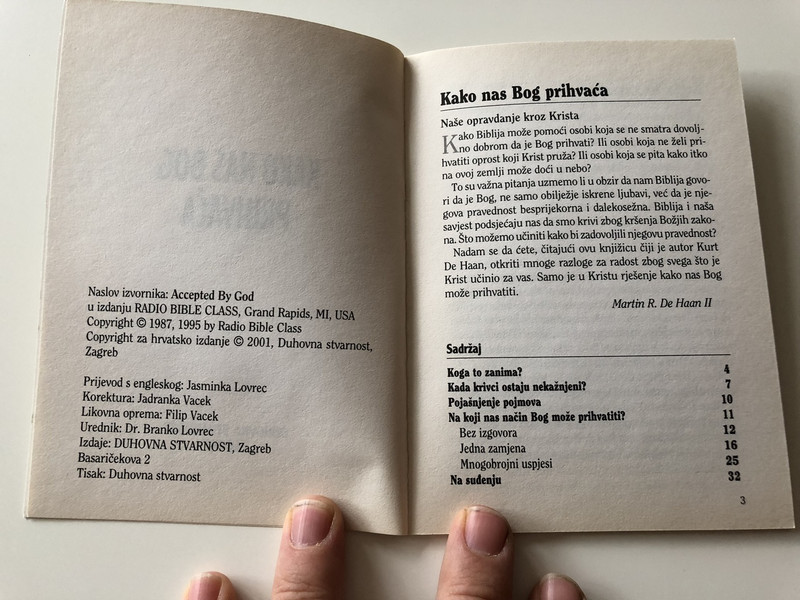 Naslov izvornika: Accepted By God
u izdanju RADIO BIBLE CLASS, Grand Rapids, MI, USA
Copyright © 1987, 1995 by Radio Bible Class
Copyright za hrvatsko izdanje © 2001, Duhovna stvarnost,
Zagreb
Prijevod s engleskog: Jasminka Lovrec
Korektura: Jadranka Vacek
Likovna oprema: Filip Vacek
Urednik: Dr. Branko Lovrec
Izdaje: DUHOVNA STVARNOST, Zagreb
Basaričekova 2
Tisak: Duhovna stvarnost
Kako nas Bog prihvaća
Naše opravdanje kroz Krista
Kako Biblija može pomoći osobi koja se ne smatra dovolj-
no dobrom da je Bog prihvati? Ili osobi koja ne želi pri-
hvatiti oprost koji Krist pruža? Ili osobi koja se pita kako itko
na ovoj zemlji može doći u nebo?
To su važna pitanja uzmemo li u obzir da nam Biblija govo-
ri da je Bog, ne samo obilježje iskrene ljubavi, već da je nje-
gova pravednost besprijekorna i dalekosežna. Biblija i naša
savjest podsjećaju nas da smo krivi zbog kršenja Božjih zako-
na. Što možemo učiniti kako bi zadovoljili njegovu pravednost?
Nadam se da ćete, čitajući ovu knjižicu čiji je autor Kurt
De Haan, otkriti mnoge razloge za radost zbog svega što je
Krist učinio za vas. Samo je u Kristu rješenje kako nas Bog
može prihvatiti.
Martin R. De Haan II
Sadržaj
Koga to zanima? 4
Kada krivci ostaju nekažnjeni? 7
Pojašnjenje pojmova 10
Na koji nas način Bog može prihvatiti? 11
Bez izgovora 12
Jedna zamjena 16
Mnogobrojni uspjesi 25
Na suđenju 32
3